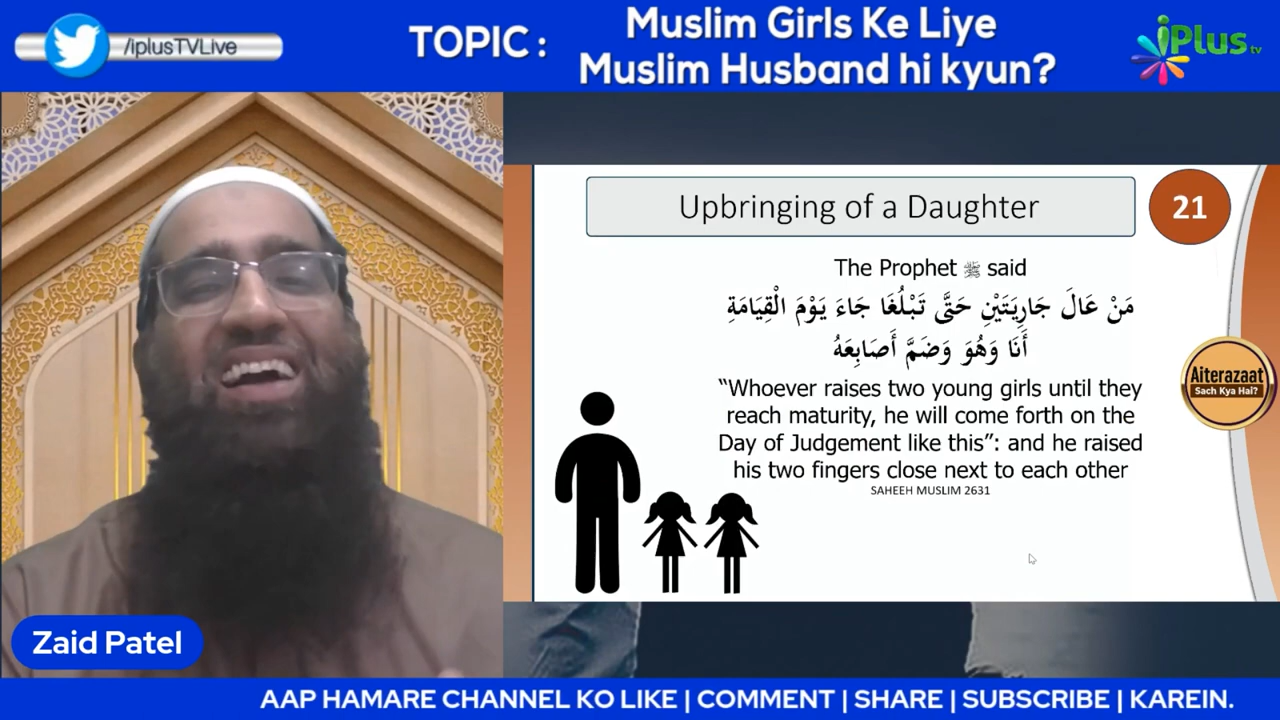 /iplusTVLive
TOPIC :
Muslim Girls Ke Liye
Muslim Husband hi kyun?
iPlus tv
Upbringing of a Daughter
21
The Prophet ﷺ said
مَنْ عَالَ جَارِيَتَيْنِ حَتَّى تَبْلُغَا جَاءَ يَوْمَ الْقِيَامَةِ
أَنَا وَهُوَ وَضَمَّ أَصَابِعَهُ
“Whoever raises two young girls until they
reach maturity, he will come forth on the
Day of Judgement like this”: and he raised
his two fingers close next to each other
SAHEEH MUSLIM 2631
Aiterazaat
Sach Kya Hai?
Zaid Patel
AAP HAMARE CHANNEL KO LIKE | COMMENT | SHARE | SUBSCRIBE | KAREIN.